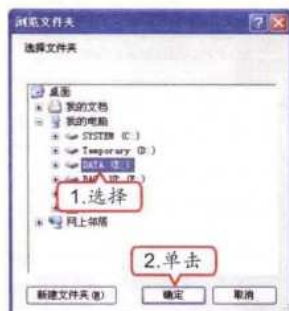 浏览文件夹
选择文件夹
桌面
我的文档
我的电脑
SYSTEM (C:)
Temporary (D:)
DATA (E:)
1.选择
网上邻居
2.单击
新建文件夹(M)
确定
取消